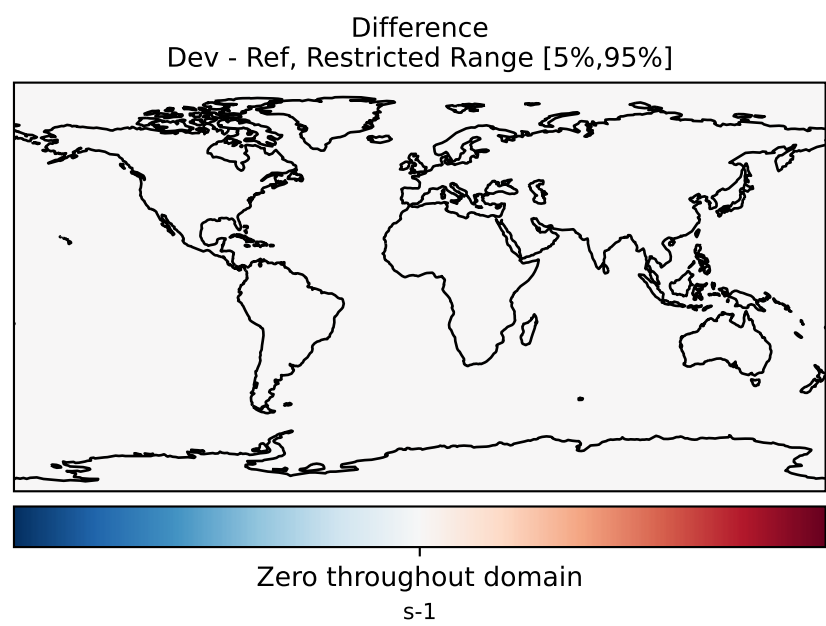 Difference
Dev - Ref, Restricted Range [5%,95%]
Zero throughout domain
s-1